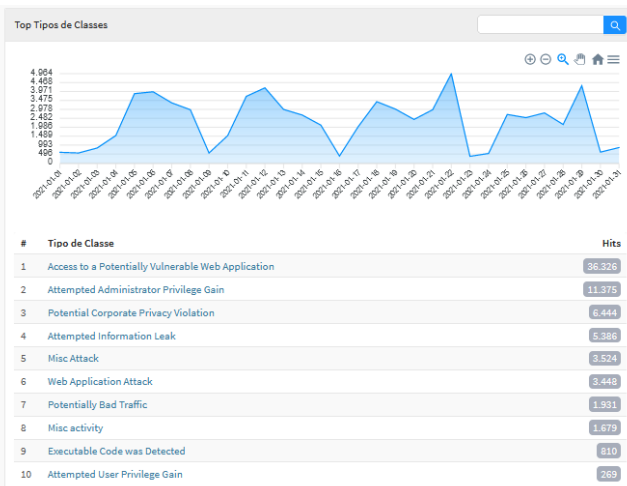 Top Tipos de Classes
4.964
4.468
3.971
3.475
2.978
2.482
1.986
1.489
993
496
0
2021-01-01 2021-01-02 2021-01-03 2021-01-04 2021-01-05 2021-01-06 2021-01-07 2021-01-08 2021-01-09 2021-01-10 2021-01-11 2021-01-12 2021-01-13 2021-01-14 2021-01-15 2021-01-16 2021-01-17 2021-01-18 2021-01-19 2021-01-20 2021-01-21 2021-01-22 2021-01-23 2021-01-24 2021-01-25 2021-01-26 2021-01-27 2021-01-28 2021-01-29 2021-01-30 2021-01-31
# Tipo de Classe Hits
1 Access to a Potentially Vulnerable Web Application 36.326
2 Attempted Administrator Privilege Gain 11.375
3 Potential Corporate Privacy Violation 6.444
4 Attempted Information Leak 5.386
5 Misc Attack 3.524
6 Web Application Attack 3.448
7 Potentially Bad Traffic 1.931
8 Misc activity 1.679
9 Executable Code was Detected 810
10 Attempted User Privilege Gain 269